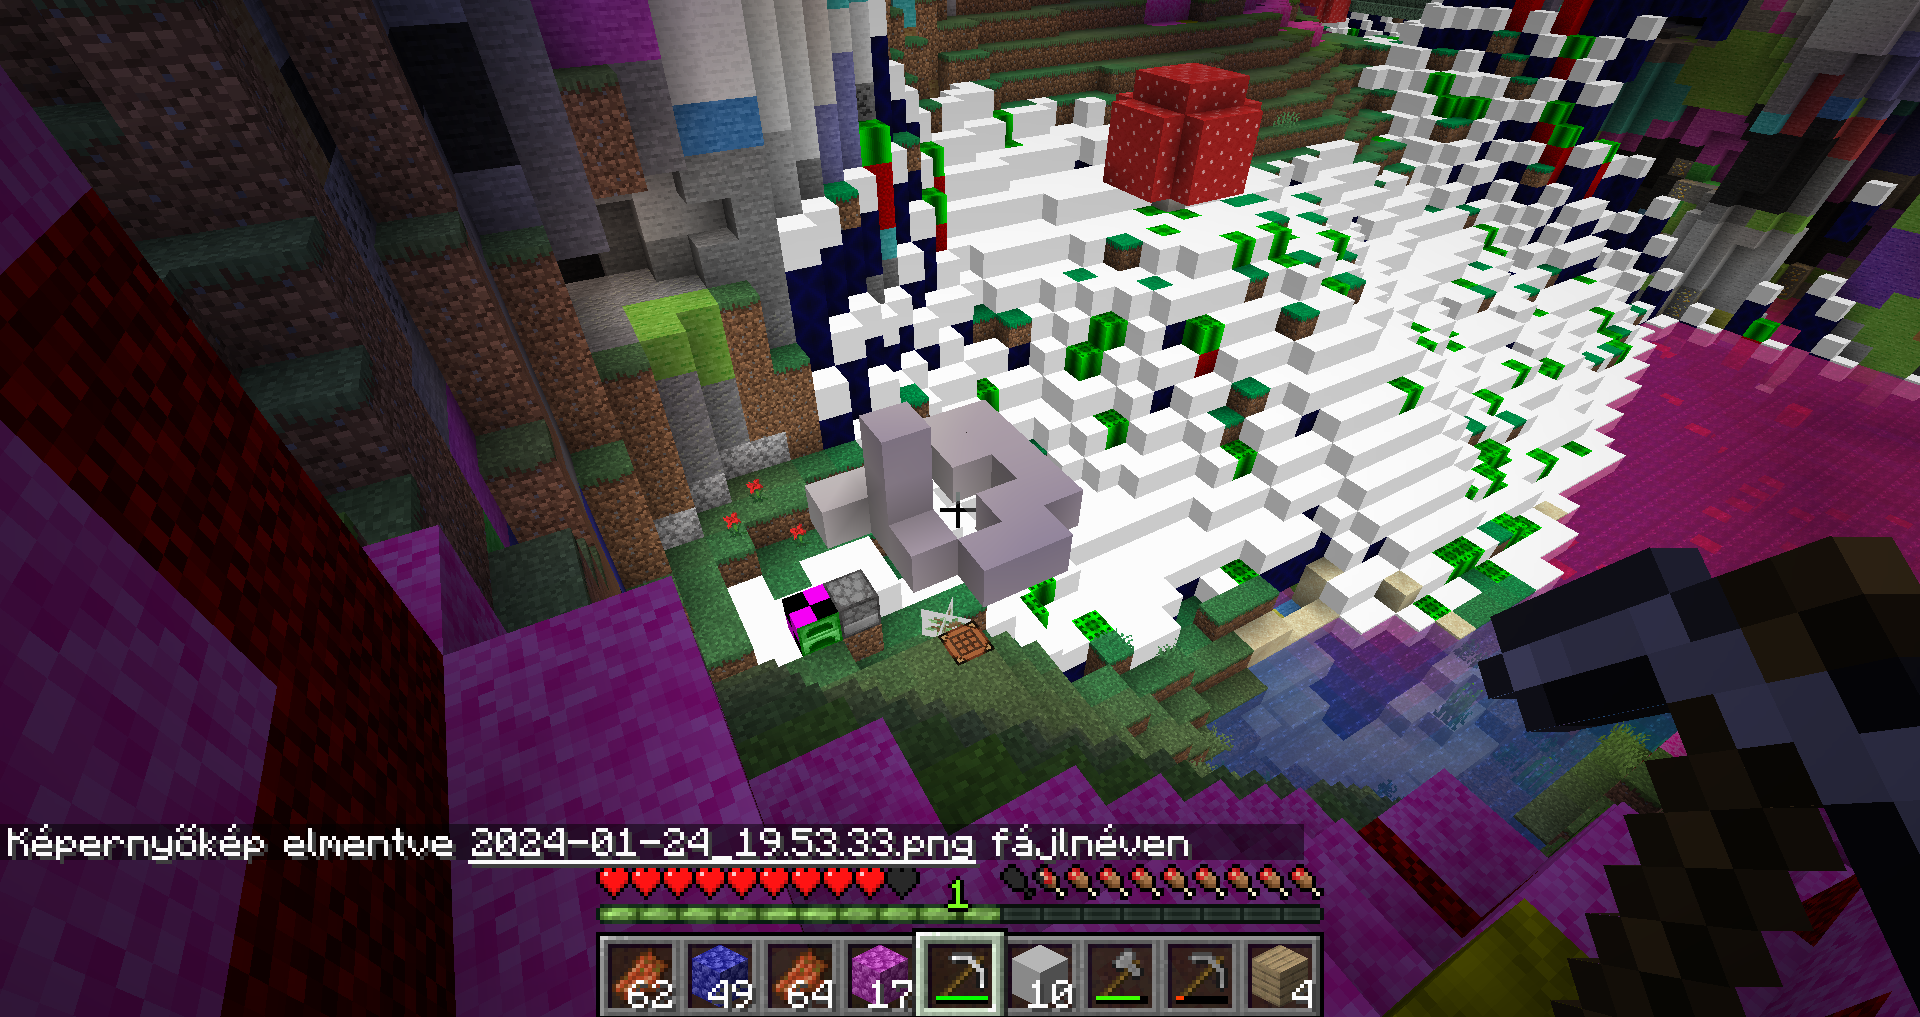 Képernyőkép elmentve 2024-01-24_19.53.33.png fájlnéven
1
62 49 64 17 10 4